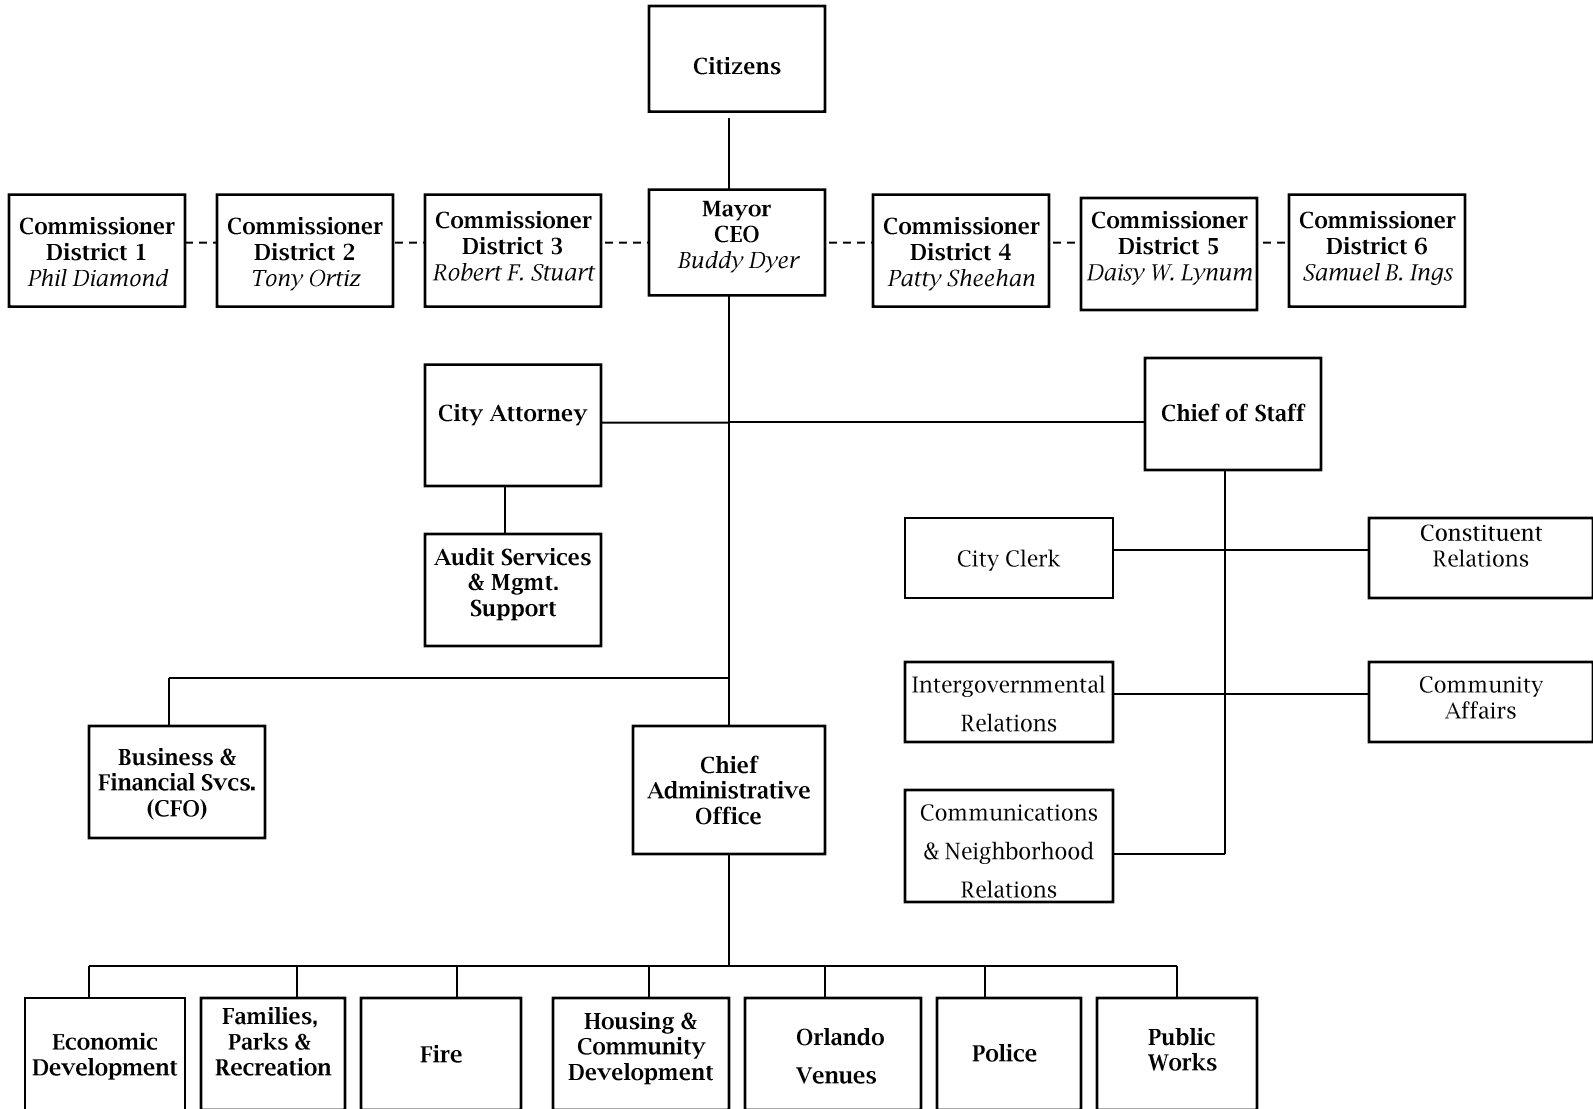 Citizens
Commissioner
District 1
Phil Diamond
Commissioner
District 2
Tony Ortiz
Commissioner
District 3
Robert F. Stuart
Mayor
CEO
Buddy Dyer
Commissioner
District 4
Patty Sheehan
Commissioner
District 5
Daisy W. Lynum
Commissioner
District 6
Samuel B. Ings
City Attorney
Chief of Staff
Audit Services
& Mgmt.
Support
City Clerk
Constituent
Relations
Intergovernmental
Relations
Community
Affairs
Business &
Financial Svcs.
(CFO)
Chief
Administrative
Office
Communications
& Neighborhood
Relations
Economic
Development
Families,
Parks &
Recreation
Fire
Housing &
Community
Development
Orlando
Venues
Police
Public
Works